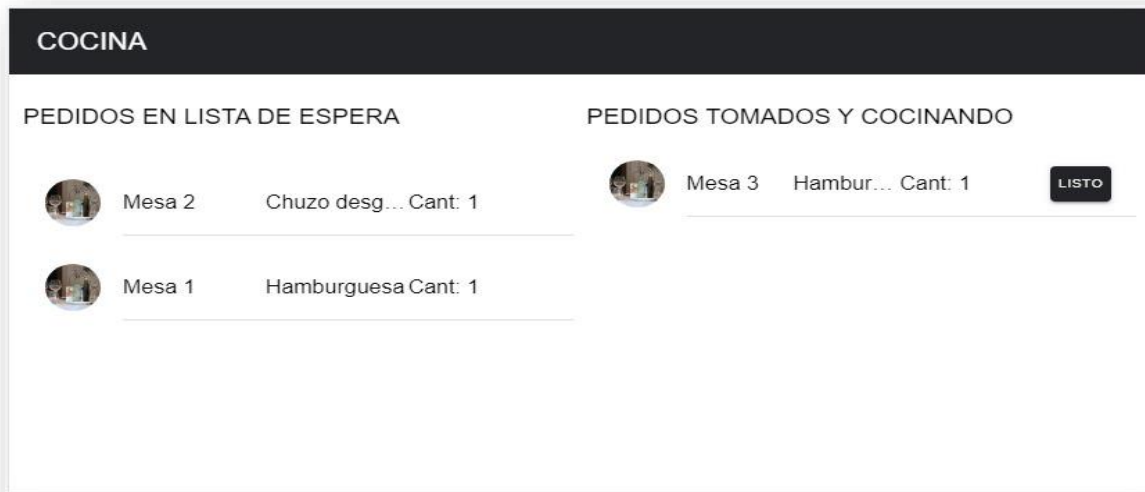 COCINA
PEDIDOS EN LISTA DE ESPERA
Mesa 2 Chuzo desg... Cant: 1
Mesa 1 Hamburguesa Cant: 1
PEDIDOS TOMADOS Y COCINANDO
Mesa 3 Hambur... Cant: 1 LISTO